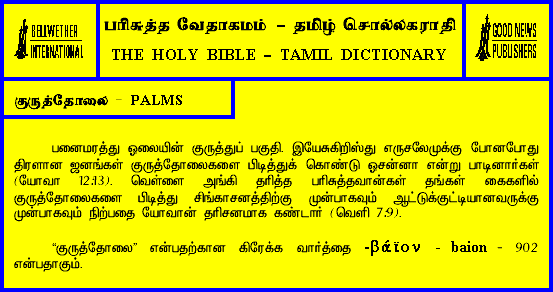 BELLWETHER
INTERNATIONAL
பரிசுத்த வேதாகமம் – தமிழ் சொல்லகராதி
THE HOLY BIBLE – TAMIL DICTIONARY
GOOD NEWS
PUBLISHERS
குருத்தோலை – PALMS
பனைமரத்து ஓலையின் குருத்துப் பகுதி. இயேசுகிறிஸ்து எருசலேமுக்கு போனபோது
திரளான ஜனங்கள் குருத்தோலைகளை பிடித்துக் கொண்டு ஓசன்னா என்று பாடினார்கள்
(யோவா 12:13). வெள்ளை அங்கி தரித்த பரிசுத்தவான்கள் தங்கள் கைகளில்
குருத்தோலைகளை பிடித்து சிங்காசனத்திற்கு முன்பாகவும் ஆட்டுக்குட்டியானவருக்கு
முன்பாகவும் நிற்பதை யோவான் தரிசனமாக கண்டார் (வெளி 7:9).
“குருத்தோலை” என்பதற்கான கிரேக்க வார்த்தை -βάϊον - baion - 902
என்பதாகும்.